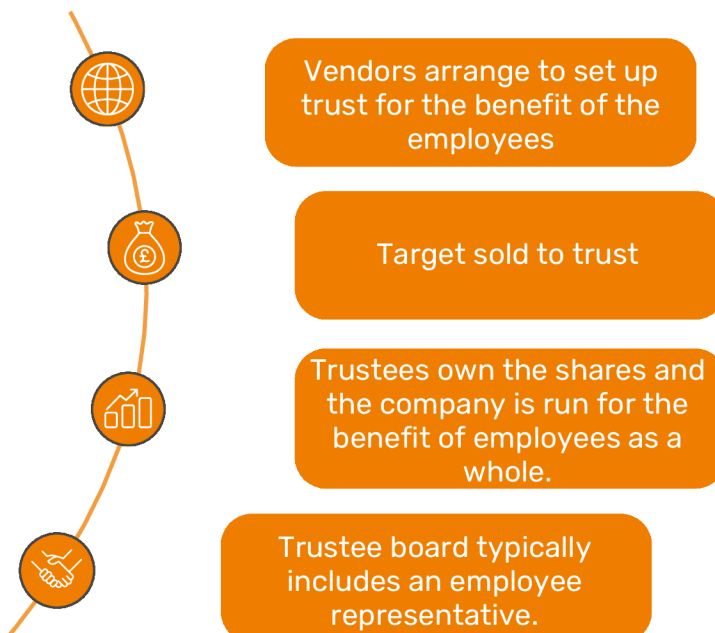 Vendors arrange to set up
trust for the benefit of the
employees
£
Target sold to trust
Trustees own the shares and
the company is run for the
benefit of employees as a
whole.
Trustee board typically
includes an employee
representative.